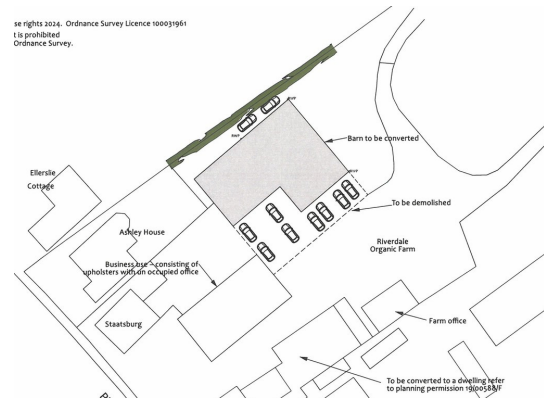 se rights 2024. Ordnance Survey Licence 100031961
t is prohibited
Ordnance Survey.
Barn to be converted
Ellerslie
Cottage
To be demolished
Ashley House
Riverdale
Organic Farm
Business use - consisting of
upholsters with an occupied office
Staatsburg
Farm office
To be converted to a dwelling refer
to planning permission 19/00588/F